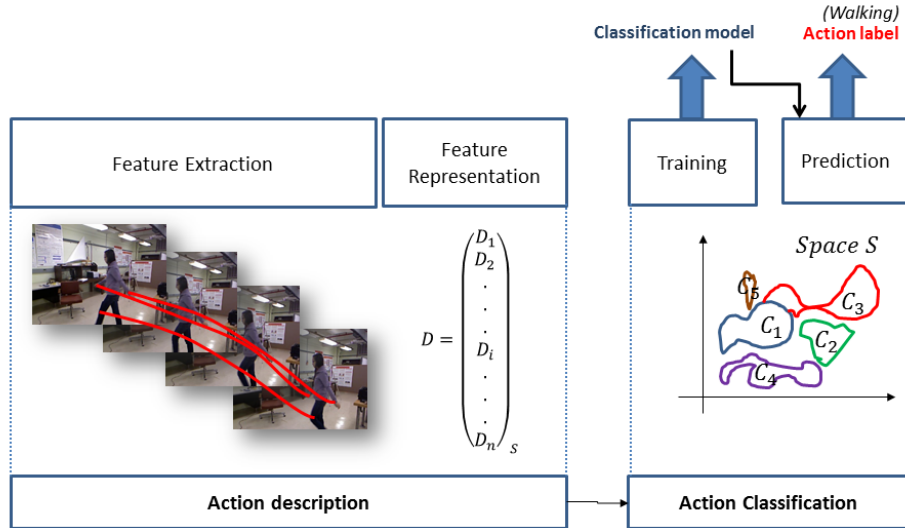 (Walking)
Classification model
Action label
Feature Extraction
Feature
Representation
Training
Prediction
D =
D₁
D₂
.
.
.
Dᵢ
.
.
.
Dₙ
S
Space S
C₅
C₃
C₁
C₂
C₄
Action description
Action Classification